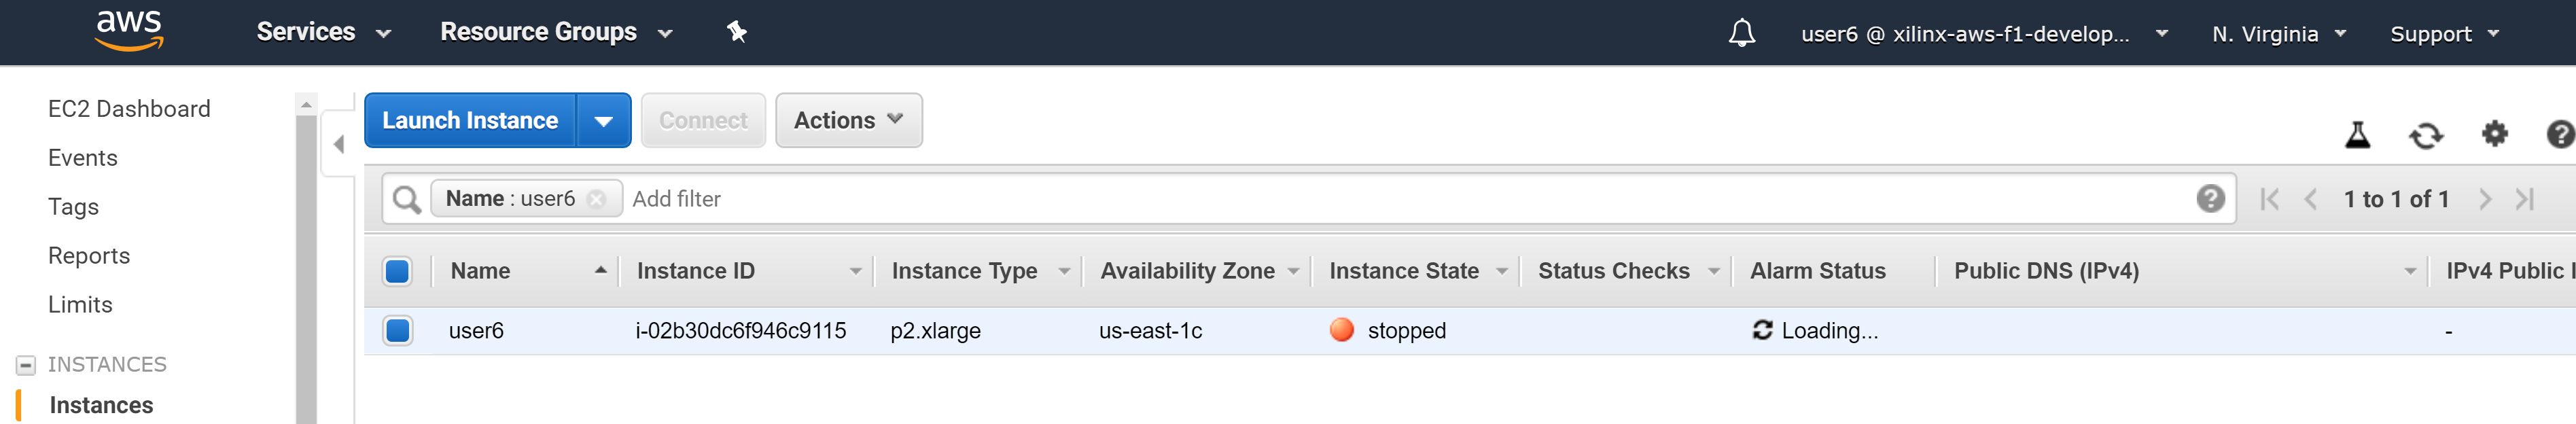 aws Services Resource Groups user6 @ xilinx-aws-f1-develop... N. Virginia Support
EC2 Dashboard
Events
Tags
Reports
Limits
INSTANCES
Instances
Launch Instance Connect Actions
Name : user6 Add filter 1 to 1 of 1
Name Instance ID Instance Type Availability Zone Instance State Status Checks Alarm Status Public DNS (IPv4) IPv4 Public I
user6 i-02b30dc6f946c9115 p2.xlarge us-east-1c stopped Loading... -